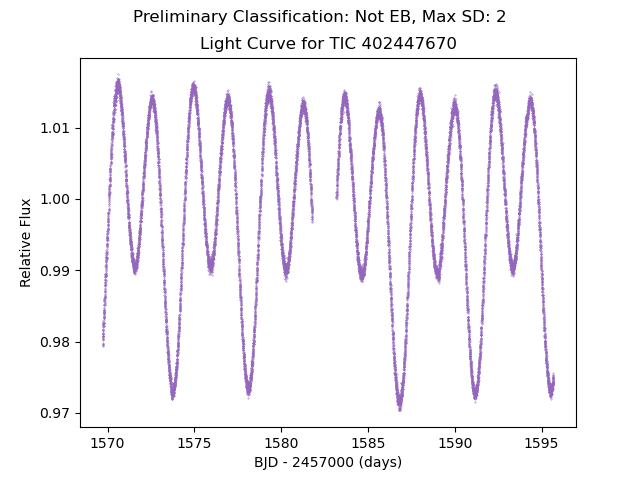 Preliminary Classification: Not EB, Max SD: 2
Light Curve for TIC 402447670
1.01
1.00
0.99
0.98
0.97
Relative Flux
1570 1575 1580 1585 1590 1595
BJD - 2457000 (days)